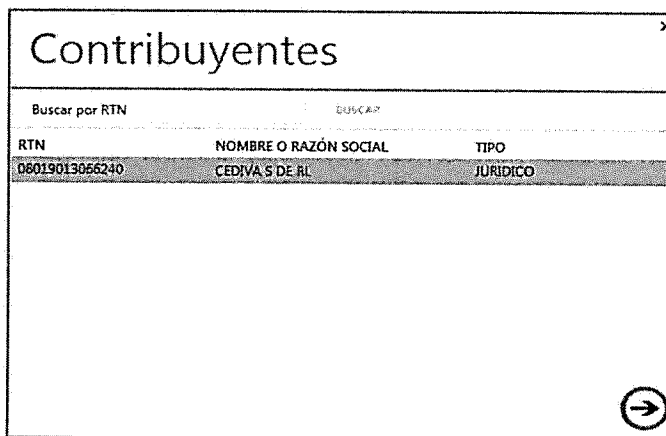 Contribuyentes
x
Buscar por RTN BUSCAR
RTN NOMBRE O RAZÓN SOCIAL TIPO
08019013066240 CEDIVA S DE RL JURIDICO